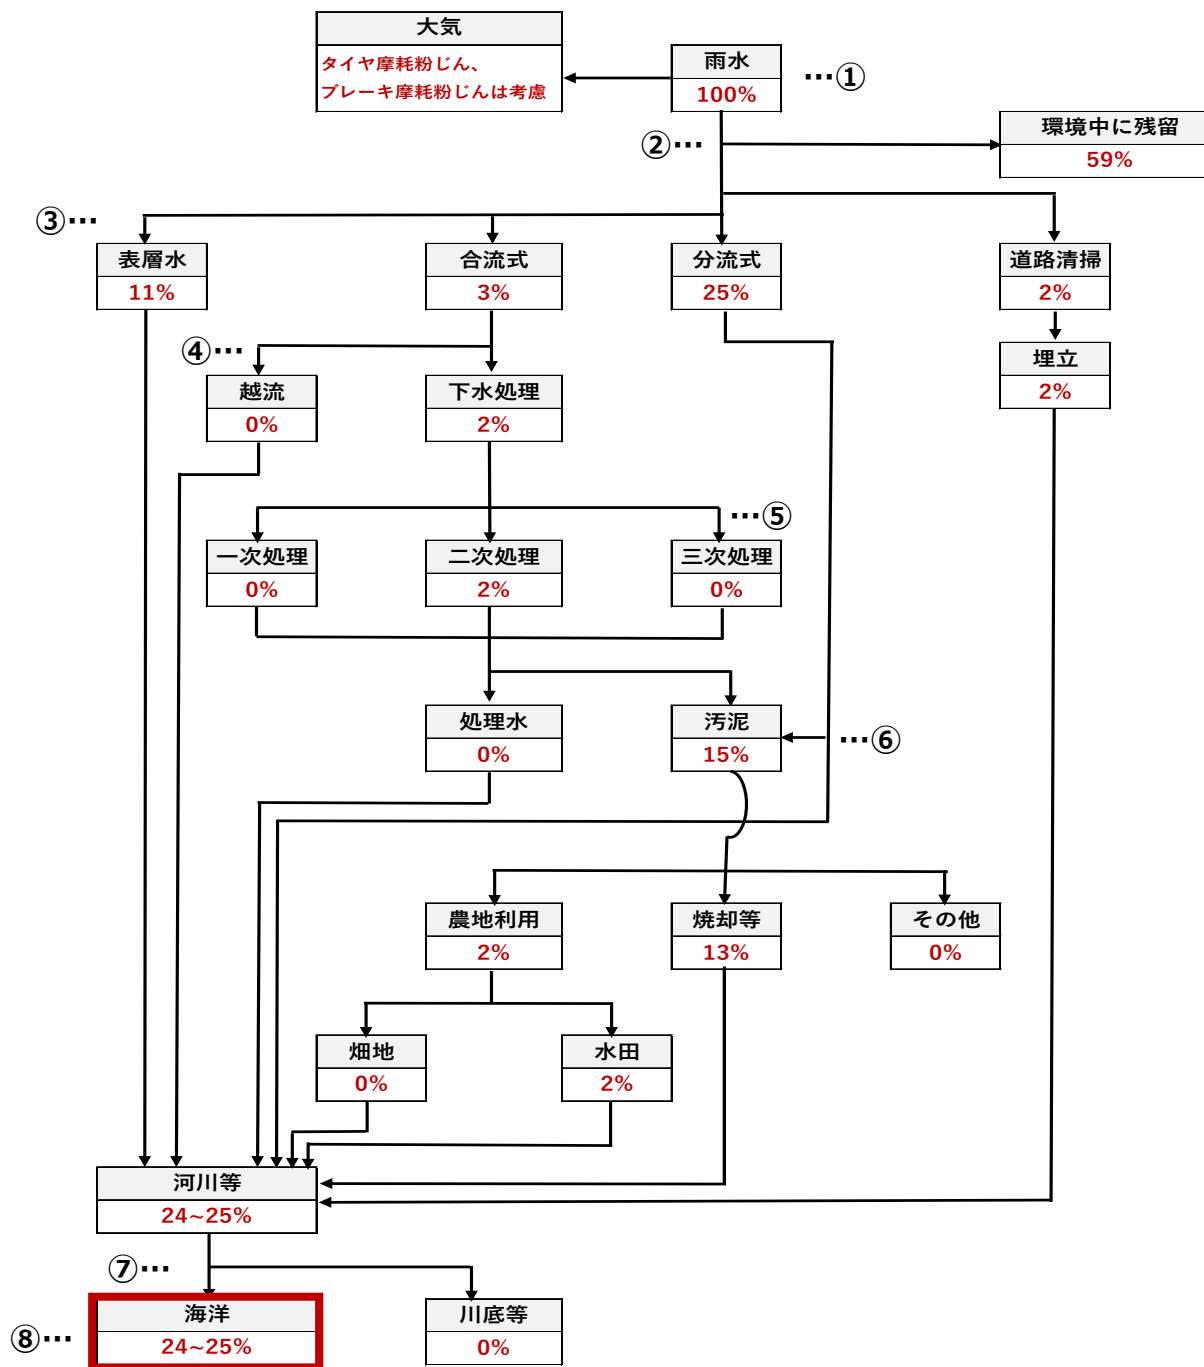 大気
タイヤ摩耗粉じん、
ブレーキ摩耗粉じんは考慮
雨水
100%
…①
②…
環境中に残留
59%
③…
表層水
11%
合流式
3%
分流式
25%
道路清掃
2%
④…
埋立
2%
越流
0%
下水処理
2%
…⑤
一次処理
0%
二次処理
2%
三次処理
0%
処理水
0%
汚泥
15%
…⑥
農地利用
2%
焼却等
13%
その他
0%
畑地
0%
水田
2%
河川等
24~25%
⑦…
⑧…
海洋
24~25%
川底等
0%